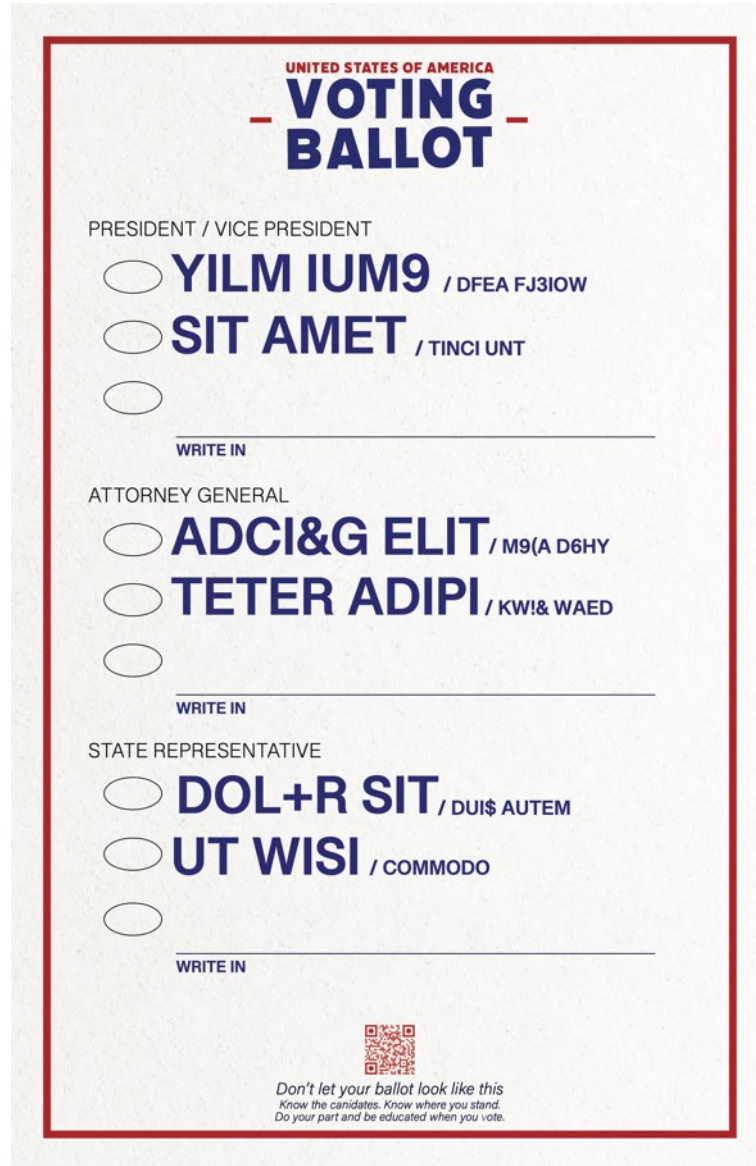 UNITED STATES OF AMERICA
VOTING
BALLOT
PRESIDENT / VICE PRESIDENT
YILM IUM9 / DFEA FJ3IOW
SIT AMET / TINCI UNT
WRITE IN
ATTORNEY GENERAL
ADCI&G ELIT / M9(A D6HY
TETER ADIPI / KW!& WAED
WRITE IN
STATE REPRESENTATIVE
DOL+R SIT / DUI$ AUTEM
UT WISI / COMMODO
WRITE IN
Don't let your ballot look like this
Know the canidates. Know where you stand.
Do your part and be educated when you vote.